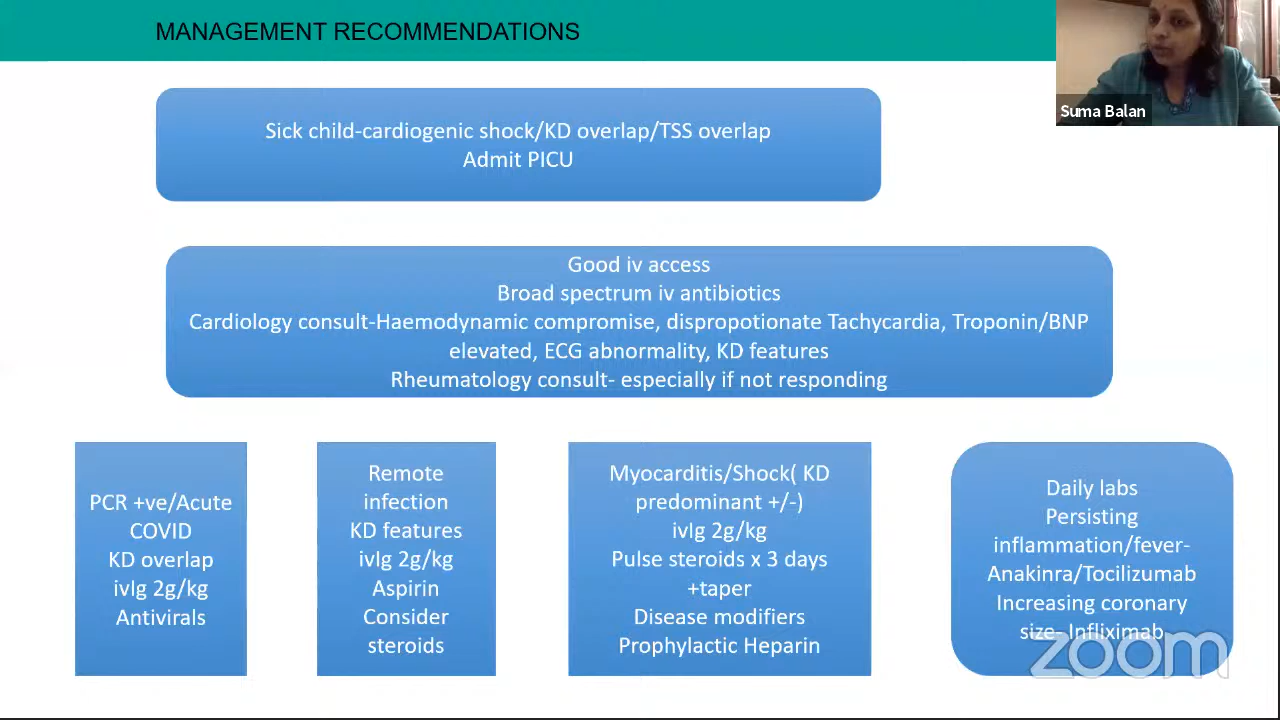 MANAGEMENT RECOMMENDATIONS
Suma Balan
Sick child-cardiogenic shock/KD overlap/TSS overlap
Admit PICU
Good iv access
Broad spectrum iv antibiotics
Cardiology consult-Haemodynamic compromise, dispropotionate Tachycardia, Troponin/BNP
elevated, ECG abnormality, KD features
Rheumatology consult- especially if not responding
PCR +ve/Acute
COVID
KD overlap
ivIg 2g/kg
Antivirals
Remote
infection
KD features
ivIg 2g/kg
Aspirin
Consider
steroids
Myocarditis/Shock( KD
predominant +/-)
ivIg 2g/kg
Pulse steroids x 3 days
+taper
Disease modifiers
Prophylactic Heparin
Daily labs
Persisting
inflammation/fever-
Anakinra/Tocilizumab
Increasing coronary
size- Infliximab
zoom